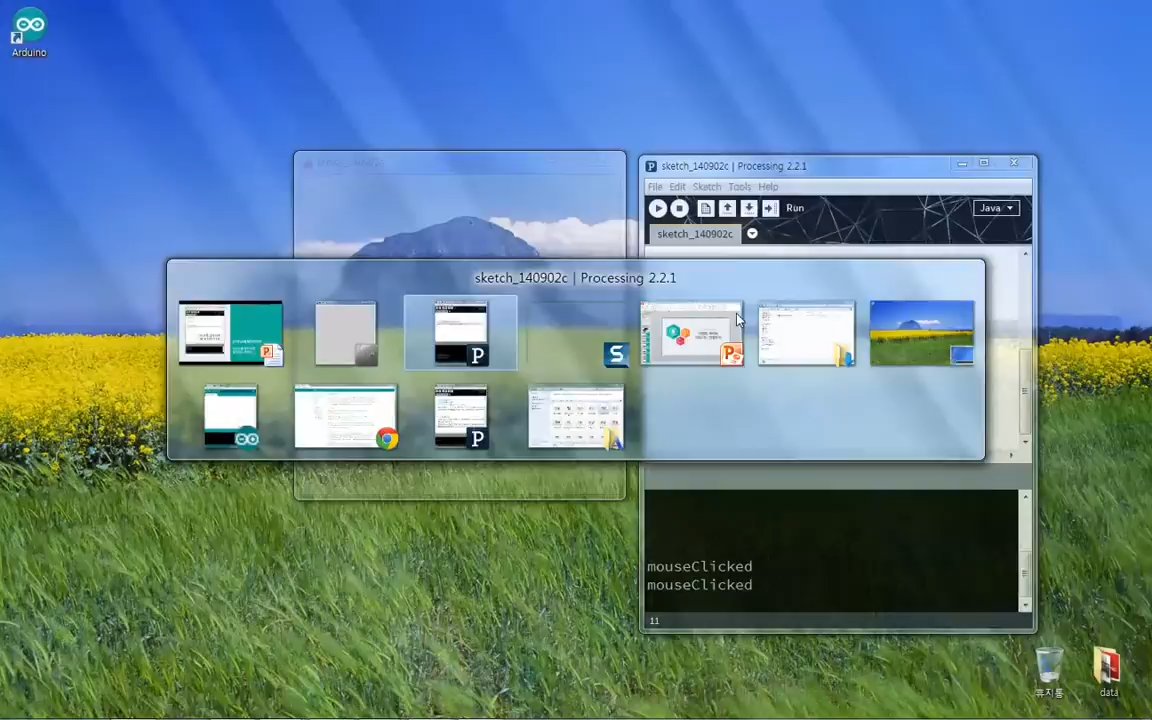 Arduino
sketch_140902c | Processing 2.2.1
File Edit Sketch Tools Help
Run
Java
sketch_140902c
sketch_140902c | Processing 2.2.1
mouseClicked
mouseClicked
11
휴지통
data